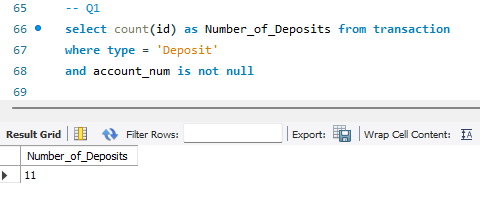 65 -- Q1
66 select count(id) as Number_of_Deposits from transaction
67 where type = 'Deposit'
68 and account_num is not null
69
Result Grid Filter Rows: Export: Wrap Cell Content: IA
Number_of_Deposits
11